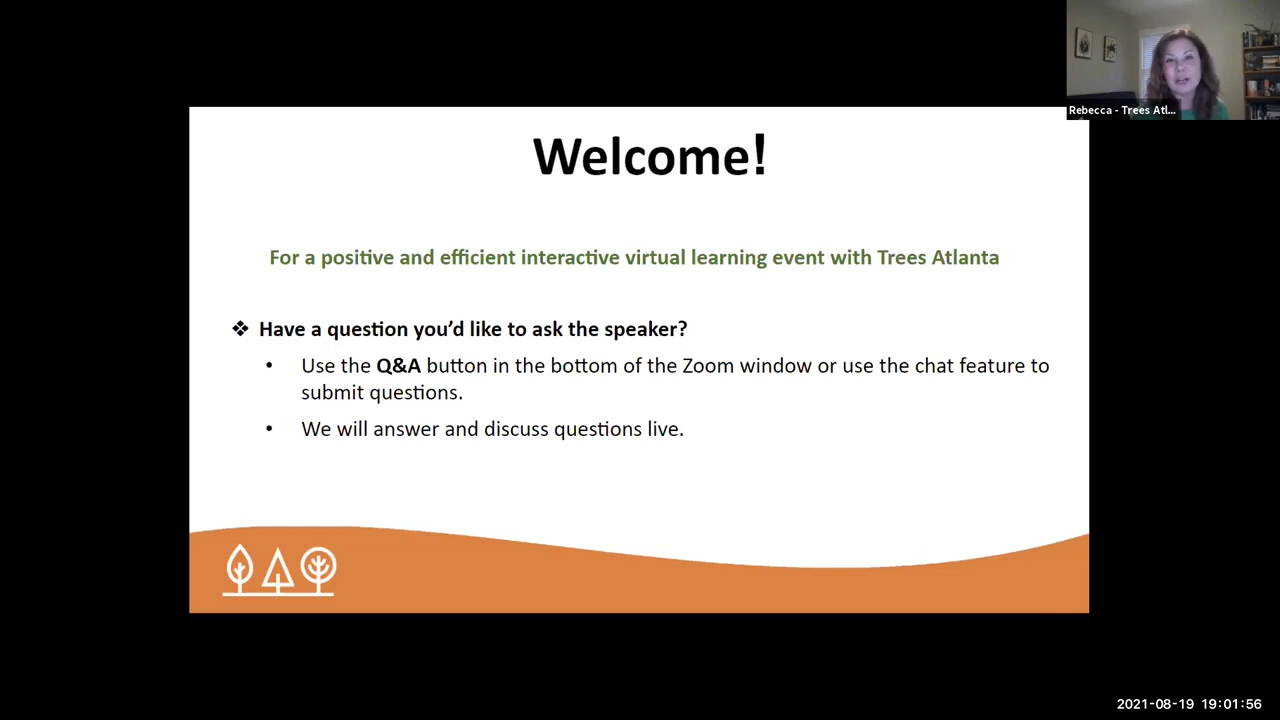 Rebecca - Trees Atl...
Welcome!
For a positive and efficient interactive virtual learning event with Trees Atlanta
❖ Have a question you’d like to ask the speaker?
• Use the Q&A button in the bottom of the Zoom window or use the chat feature to
submit questions.
• We will answer and discuss questions live.
2021-08-19 19:01:56